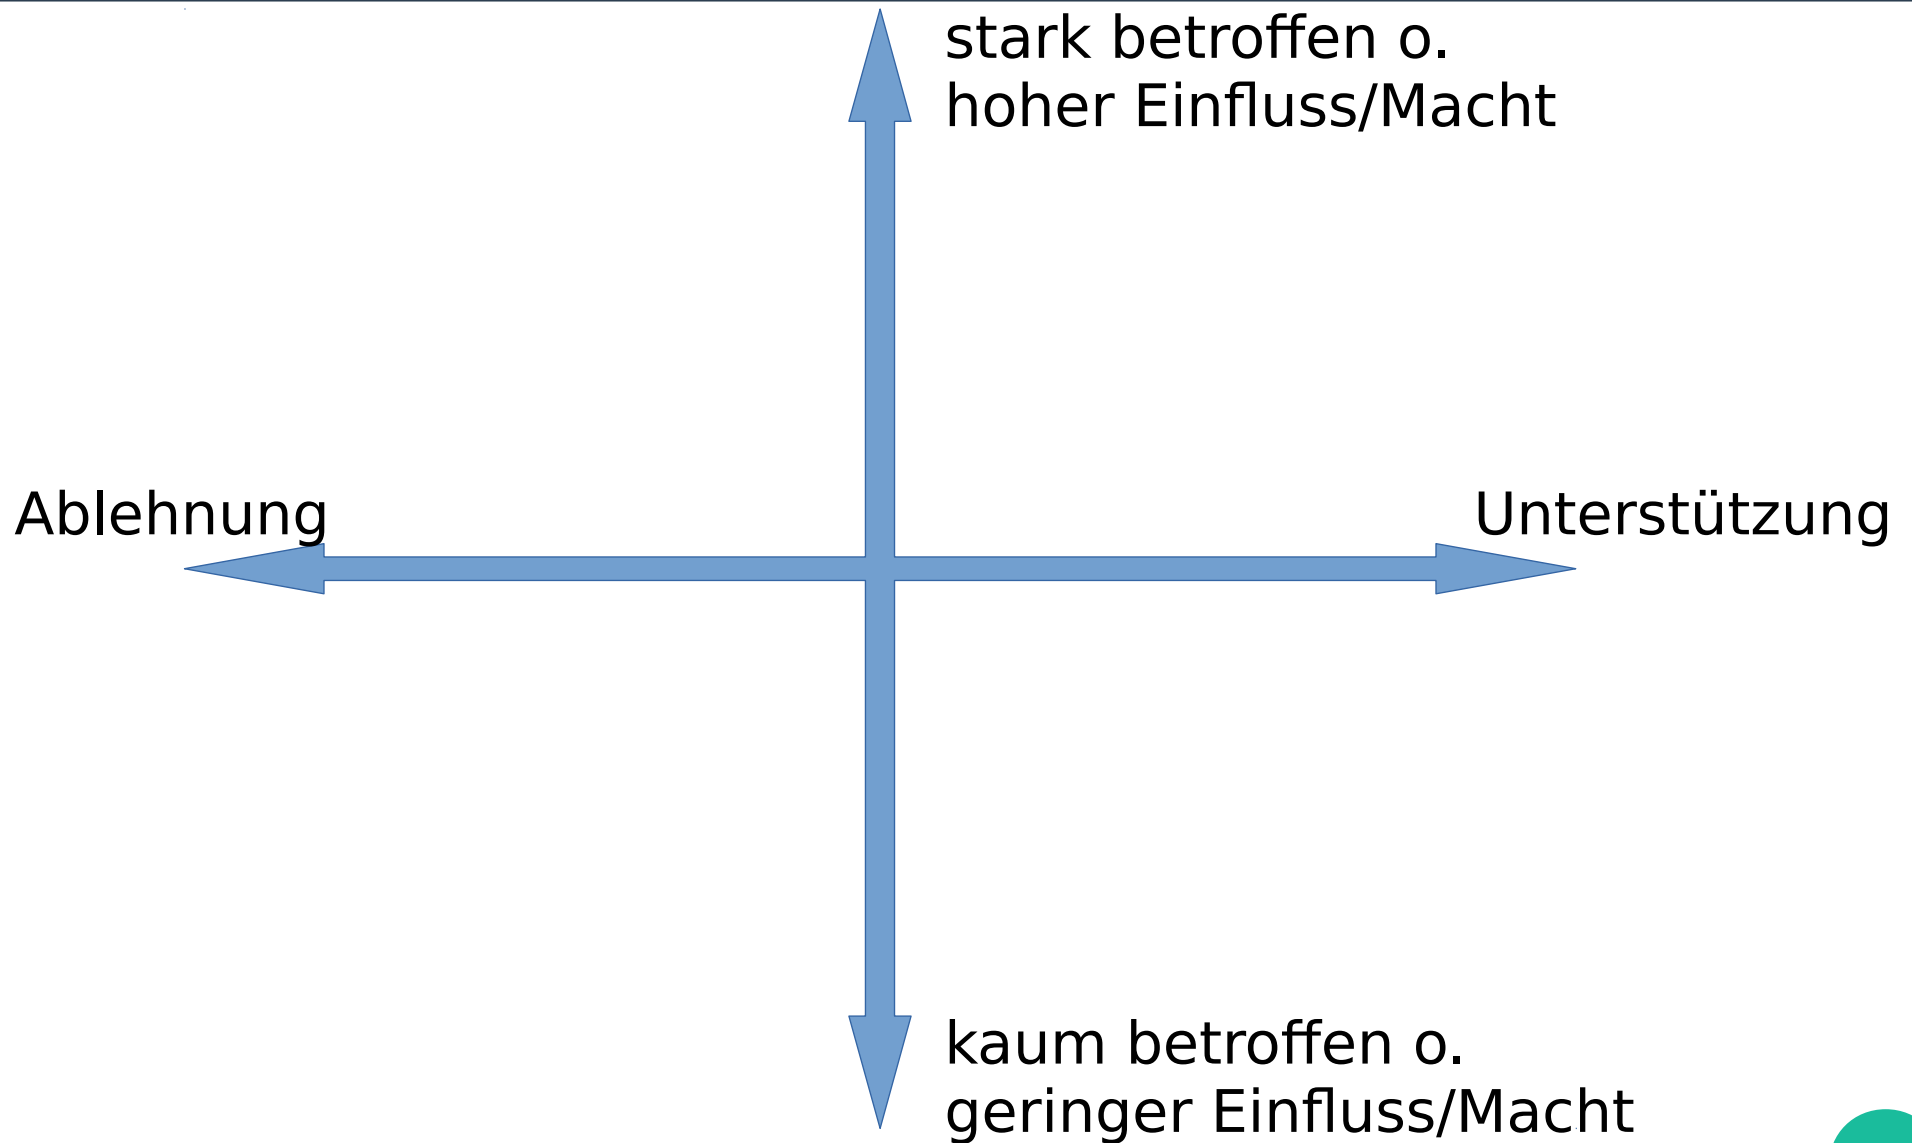 stark betroffen o.
hoher Einfluss/Macht
Ablehnung
Unterstützung
kaum betroffen o.
geringer Einfluss/Macht